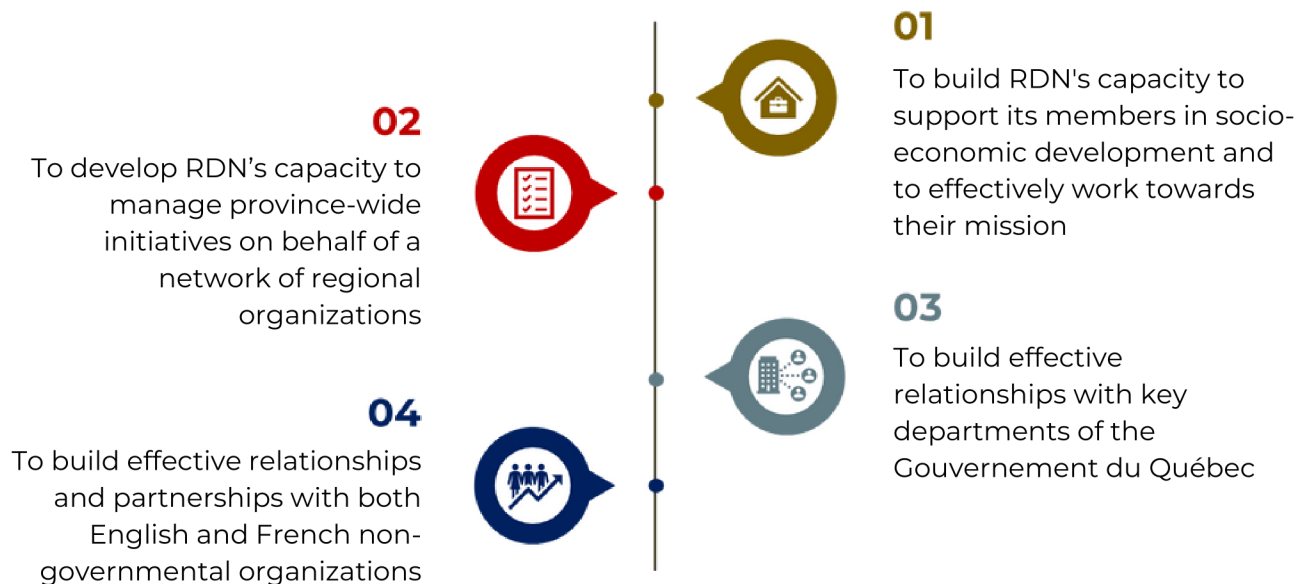 01
To build RDN's capacity to
support its members in socio-
economic development and
to effectively work towards
their mission
02
To develop RDN’s capacity to
manage province-wide
initiatives on behalf of a
network of regional
organizations
03
To build effective
relationships with key
departments of the
Gouvernement du Québec
04
To build effective relationships
and partnerships with both
English and French non-
governmental organizations